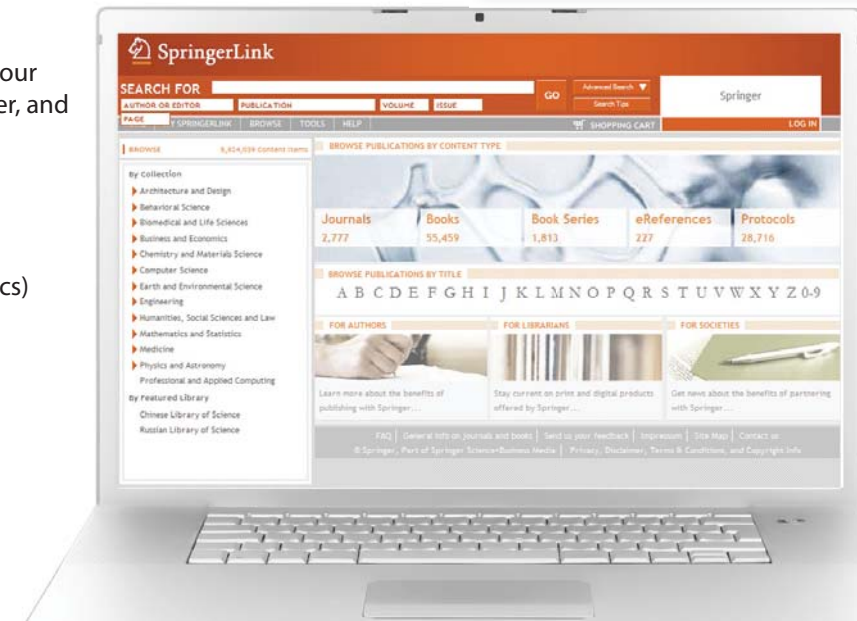 our
er, and
cs)
SpringerLink
SEARCH FOR
GO
Advanced Search
Search Tips
Springer
AUTHOR OR EDITOR PUBLICATION VOLUME ISSUE
PAGE
Y SPRINGERLINK BROWSE TOOLS HELP
SHOPPING CART
LOG IN
BROWSE
Content Items
By Collection
Architecture and Design
Behavioral Science
Biomedical and Life Sciences
Business and Economics
Chemistry and Materials Science
Computer Science
Earth and Environmental Science
Engineering
Humanities, Social Sciences and Law
Mathematics and Statistics
Medicine
Physics and Astronomy
Professional and Applied Computing
By Featured Library
Chinese Library of Science
Russian Library of Science
BROWSE PUBLICATIONS BY CONTENT TYPE
Journals Books Book Series eReferences Protocols
2,777 55,459 1,813 227 28,716
BROWSE PUBLICATIONS BY TITLE
A B C D E F G H I J K L M N O P Q R S T U V W X Y Z 0-9
FOR AUTHORS FOR LIBRARIANS FOR SOCIETIES
Learn more about the benefits of
publishing with Springer...
Stay current on print and digital products
offered by Springer...
Get news about the benefits of partnering
with Springer...
FAQ | General info on journals and books | Send us your feedback | Impressum | Site Map | Contact us
© Springer, Part of Springer Science+Business Media | Privacy, Disclaimer, Terms & Conditions, and Copyright Info